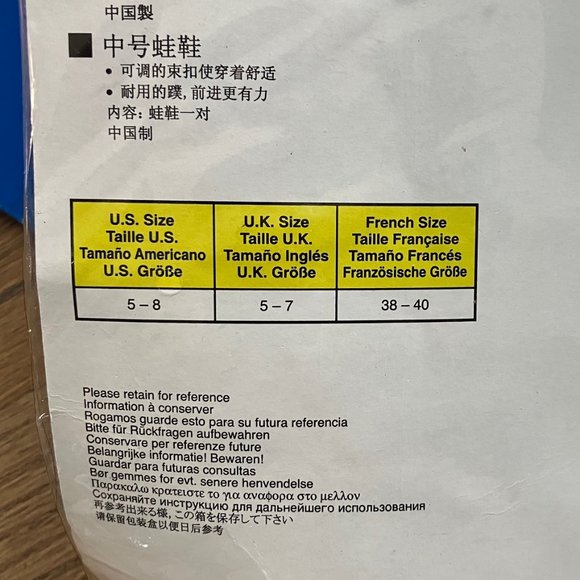 中国製
■ 中号蛙鞋
• 可调的束扣使穿着舒适
• 耐用的蹼,前进更有力
内容: 蛙鞋一对
中国制
U.S. Size
Taille U.S.
Tamaño Americano
U.S. Größe
U.K. Size
Taille U.K.
Tamaño Inglés
U.K. Größe
French Size
Taille Française
Tamaño Francés
Französische Größe
5 – 8
5 – 7
38 – 40
Please retain for reference
Information à conserver
Rogamos guarde esto para su futura referencia
Bitte für Rückfragen aufbewahren
Conservare per referenze future
Belangrijke informatie! Bewaren!
Guardar para futuras consultas
Bør gemmes for evt. senere henvendelse
Παρακαλω κρατειστε το για αναφορα στο μελλον
Сохраняйте инструкцию для дальнейшего использования
再参考出来る様,この箱を保存して下さい
请保留包装盒以便日后参考